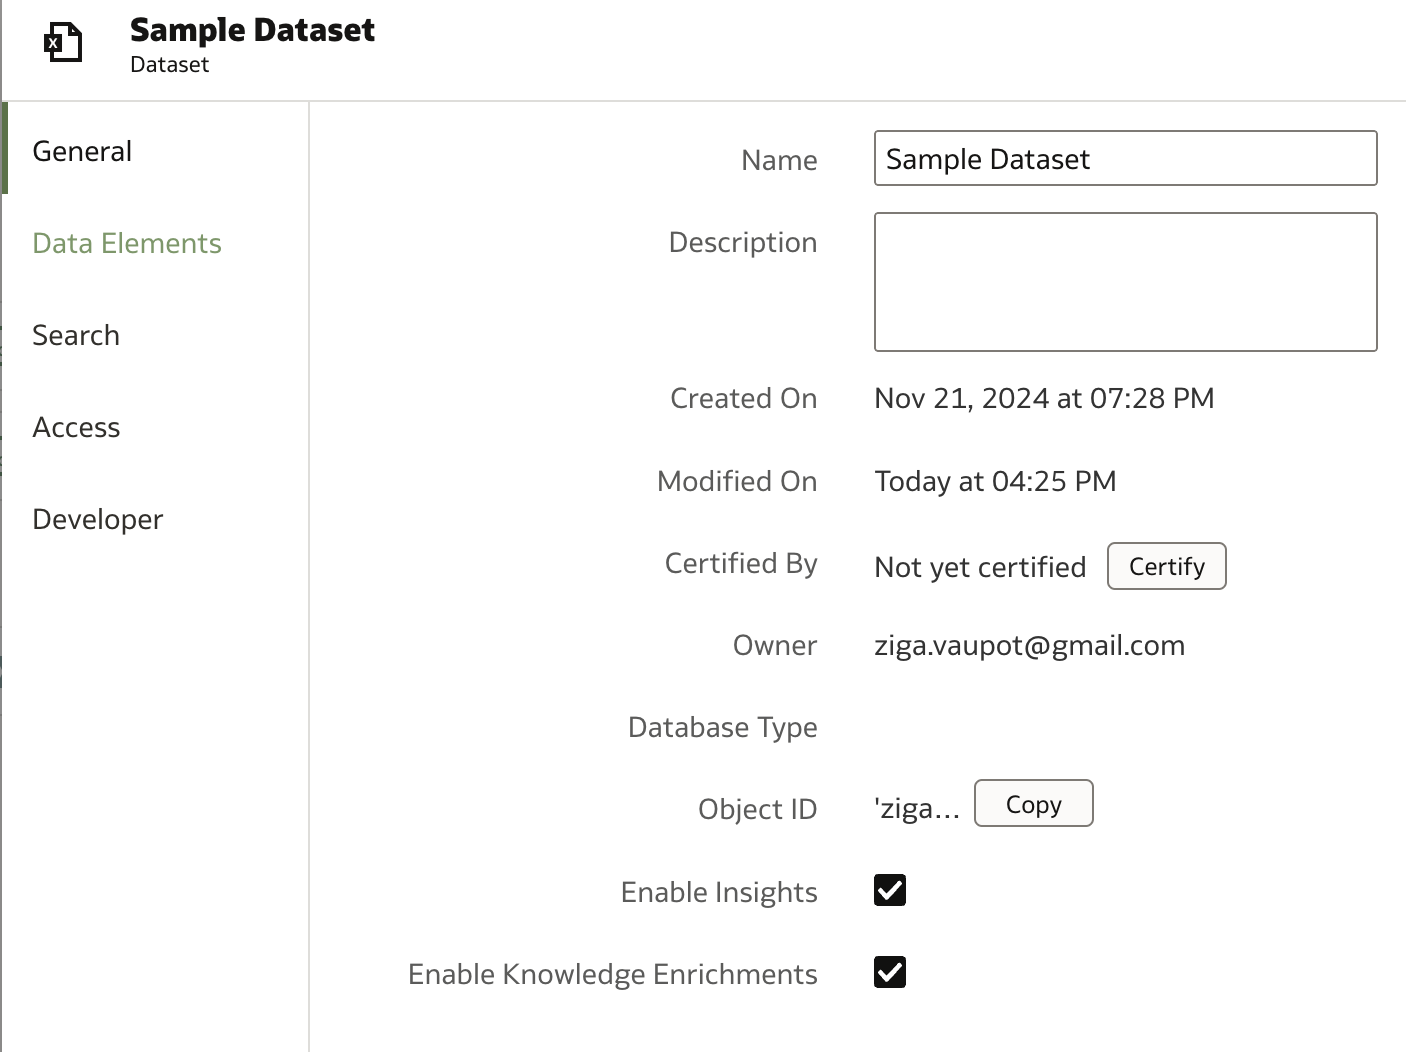 Sample Dataset
Dataset
General
Data Elements
Search
Access
Developer
Name
Sample Dataset
Description
Created On
Nov 21, 2024 at 07:28 PM
Modified On
Today at 04:25 PM
Certified By
Not yet certified
Certify
Owner
ziga.vaupot@gmail.com
Database Type
Object ID
'ziga...
Copy
Enable Insights
Enable Knowledge Enrichments